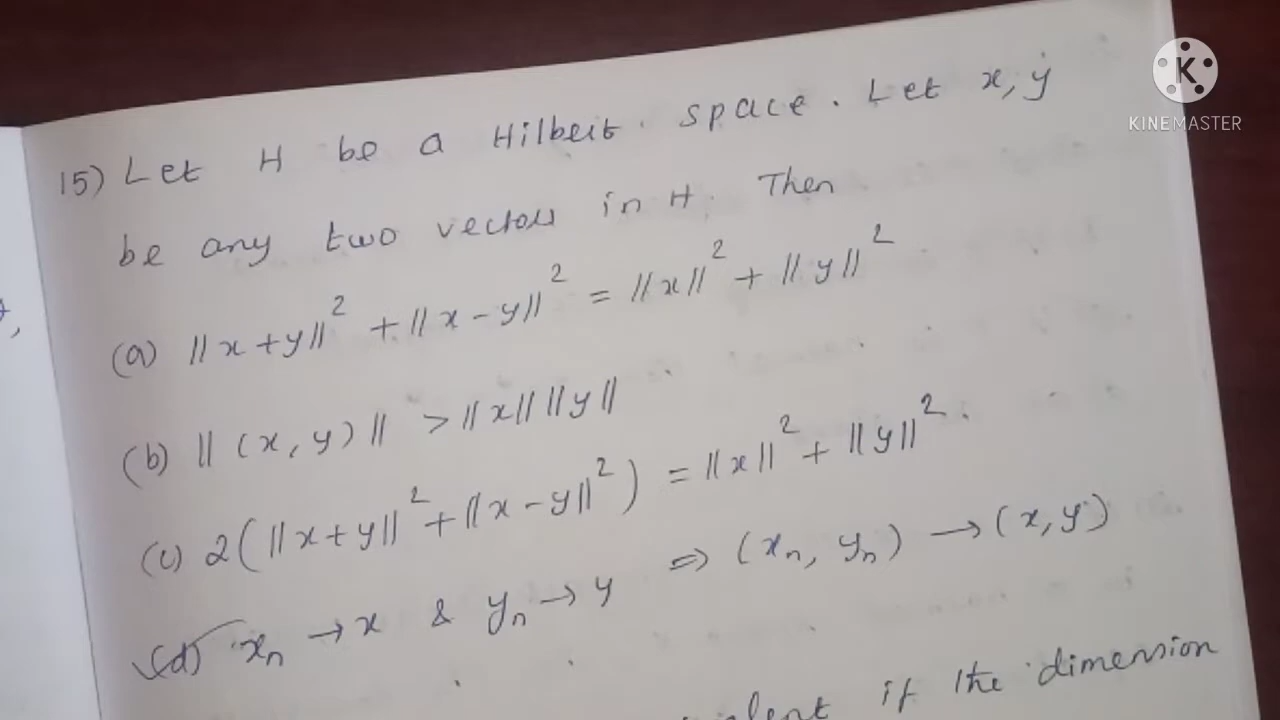 15) Let H be a Hilbert space. Let x, y
KINEMASTER
be any two vectors in H. Then
(a) ||x+y||² + ||x-y||² = ||x||² + ||y||²
(b) ||(x, y)|| > ||x|| ||y||
(c) 2(||x+y||² + ||x-y||²) = ||x||² + ||y||².
(d) xₙ → x & yₙ → y ⇒ (xₙ, yₙ) → (x, y)
if the dimension